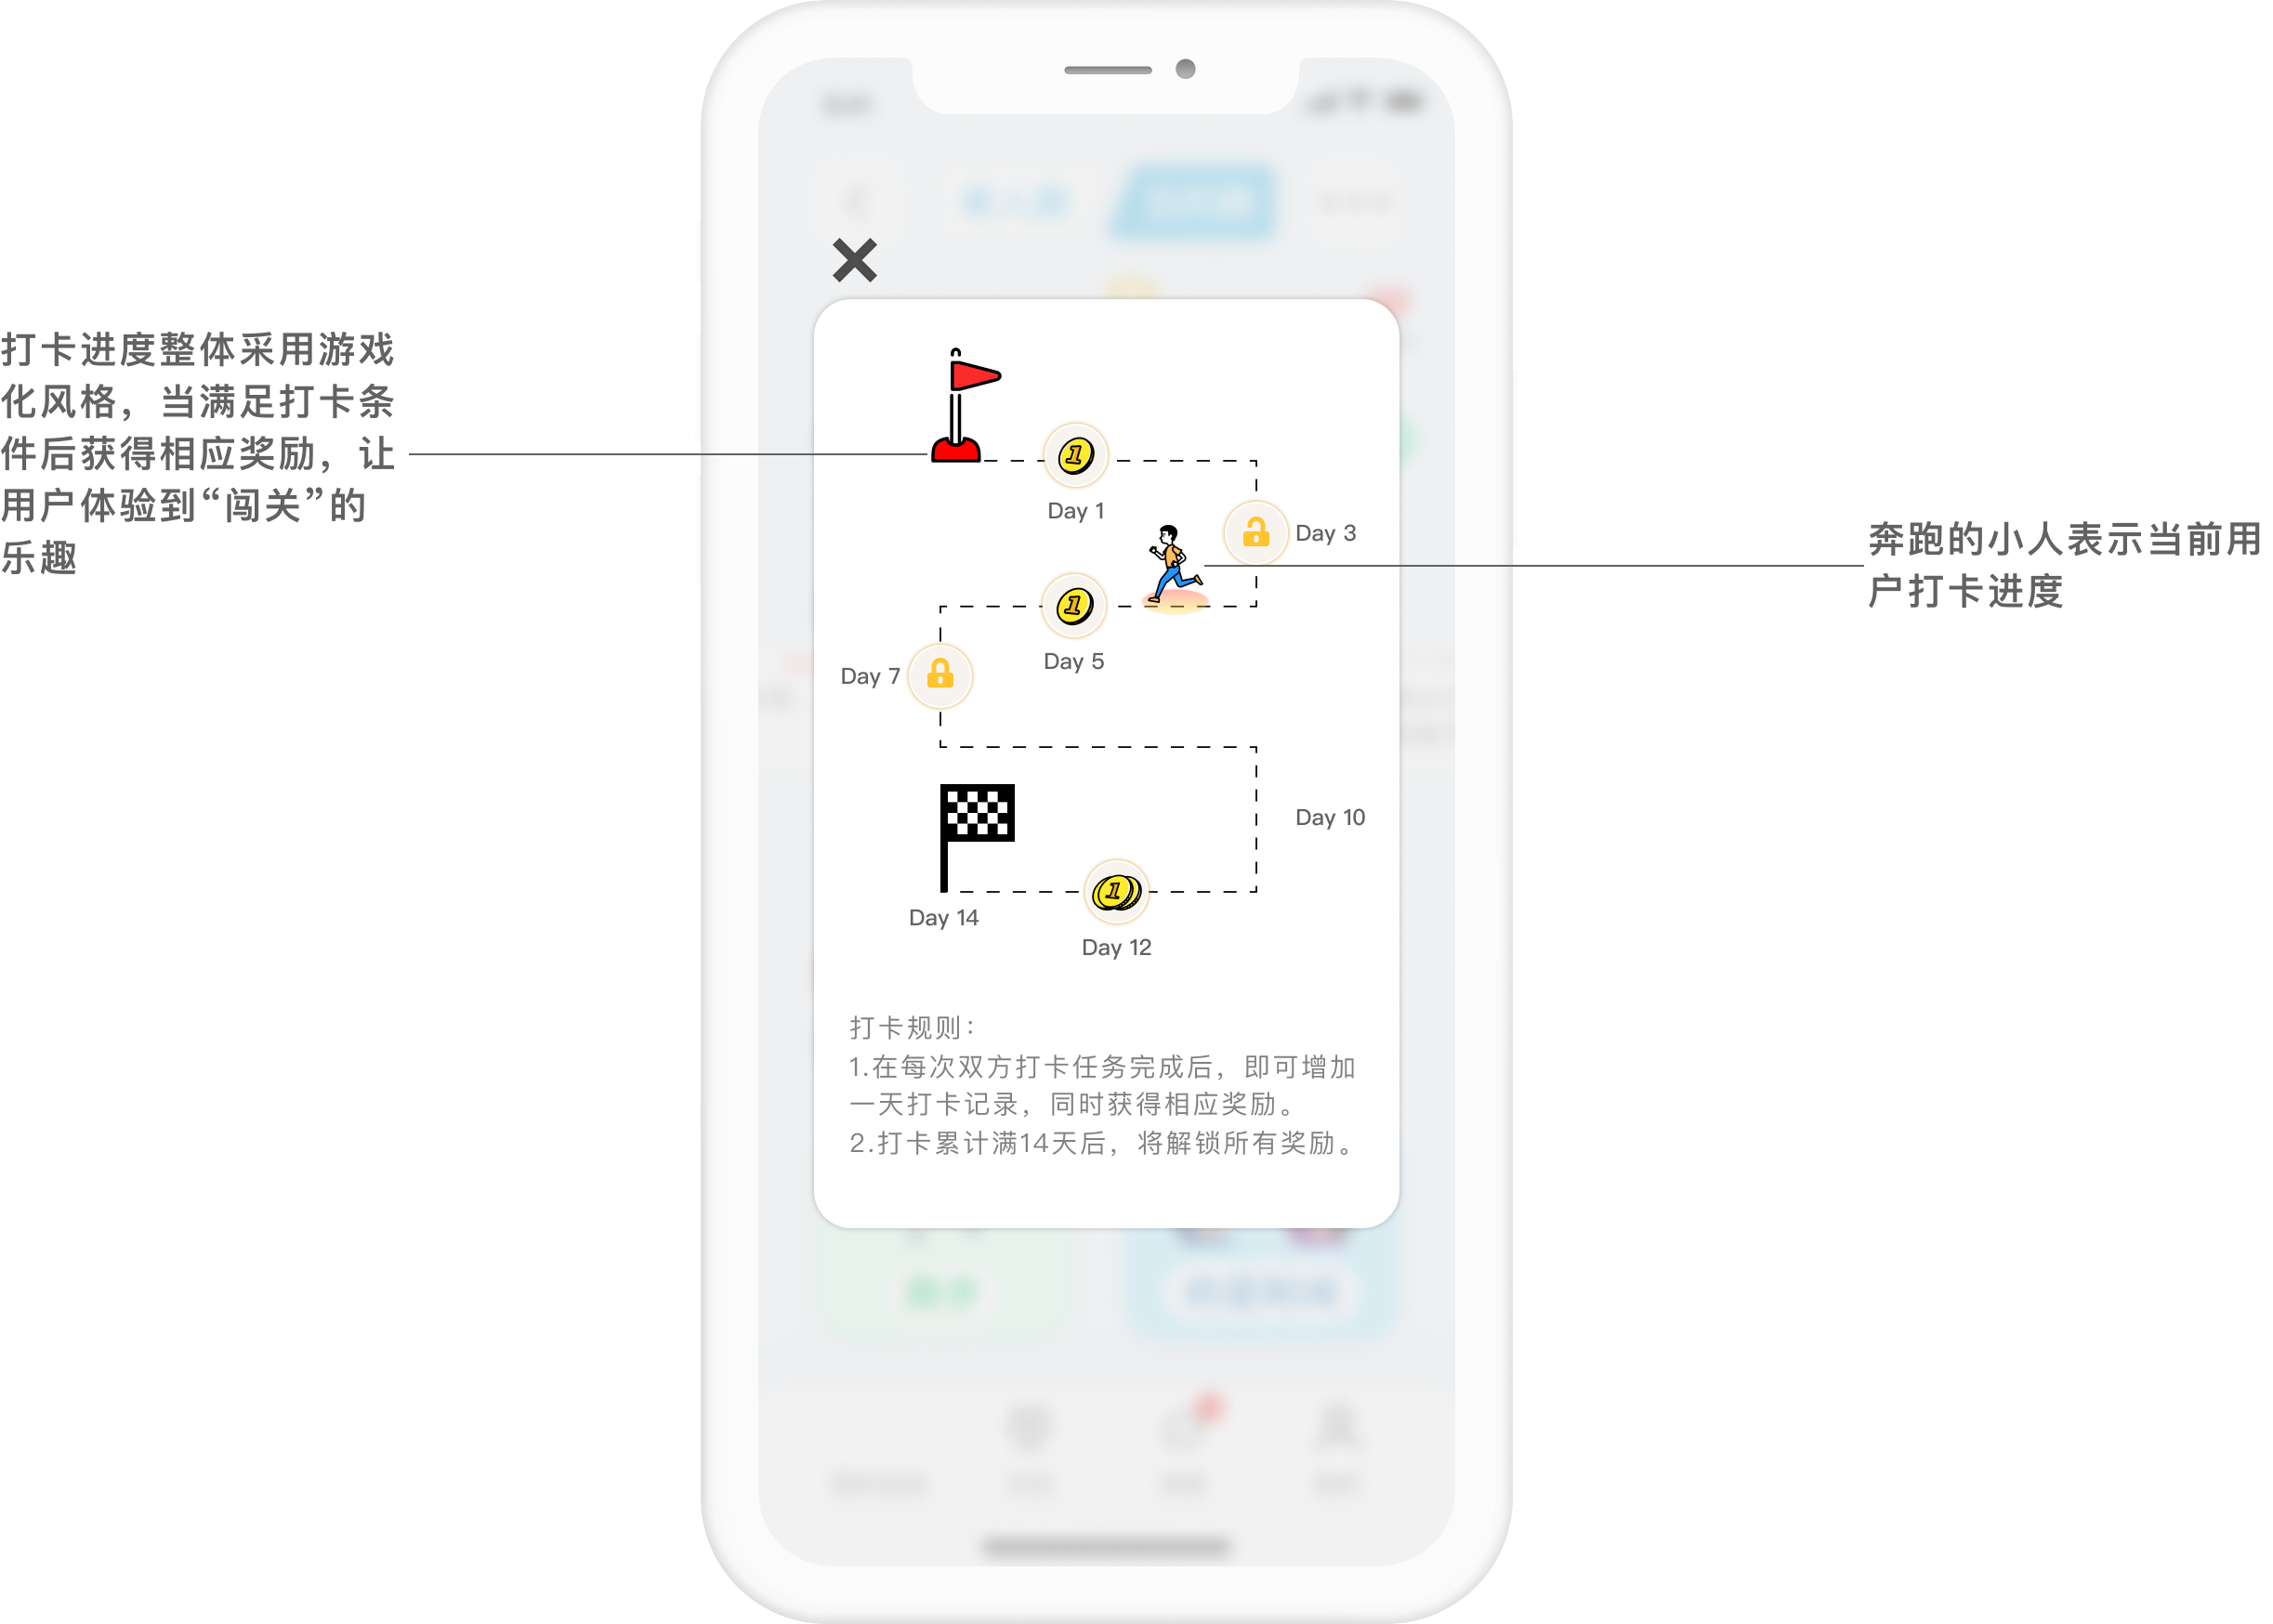 打卡进度整体采用游戏
化风格，当满足打卡条
件后获得相应奖励，让
用户体验到“闯关”的
乐趣
Day 1
Day 3
奔跑的小人表示当前用
户打卡进度
Day 5
Day 7
Day 10
Day 14
Day 12
打卡规则：
1.在每次双方打卡任务完成后，即可增加
一天打卡记录，同时获得相应奖励。
2.打卡累计满14天后，将解锁所有奖励。